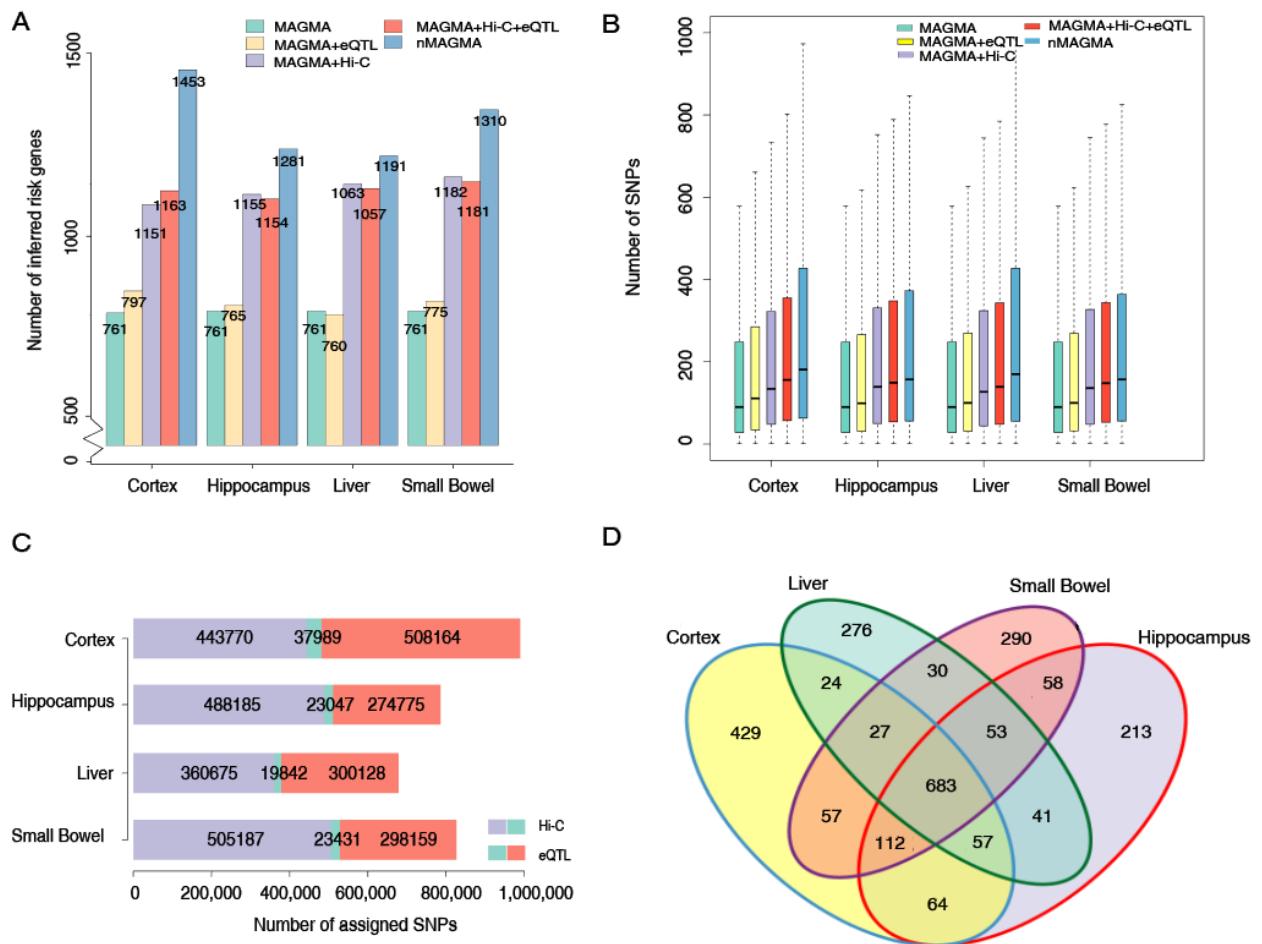 A
MAGMA
MAGMA+eQTL
MAGMA+Hi-C
MAGMA+Hi-C+eQTL
nMAGMA
Number of inferred risk genes
1500
1000
500
0
761
797
1151
1163
1453
761
765
1155
1154
1281
761
760
1063
1057
1191
761
775
1182
1181
1310
Cortex
Hippocampus
Liver
Small Bowel
B
MAGMA
MAGMA+eQTL
MAGMA+Hi-C
MAGMA+Hi-C+eQTL
nMAGMA
Number of SNPs
1000
800
600
400
200
0
Cortex
Hippocampus
Liver
Small Bowel
C
Cortex
443770
37989
508164
Hippocampus
488185
23047
274775
Liver
360675
19842
300128
Small Bowel
505187
23431
298159
Hi-C
eQTL
0
200,000
400,000
600,000
800,000
1,000,000
Number of assigned SNPs
D
Liver
Small Bowel
Cortex
Hippocampus
276
290
30
24
58
429
27
53
213
683
57
41
112
57
64